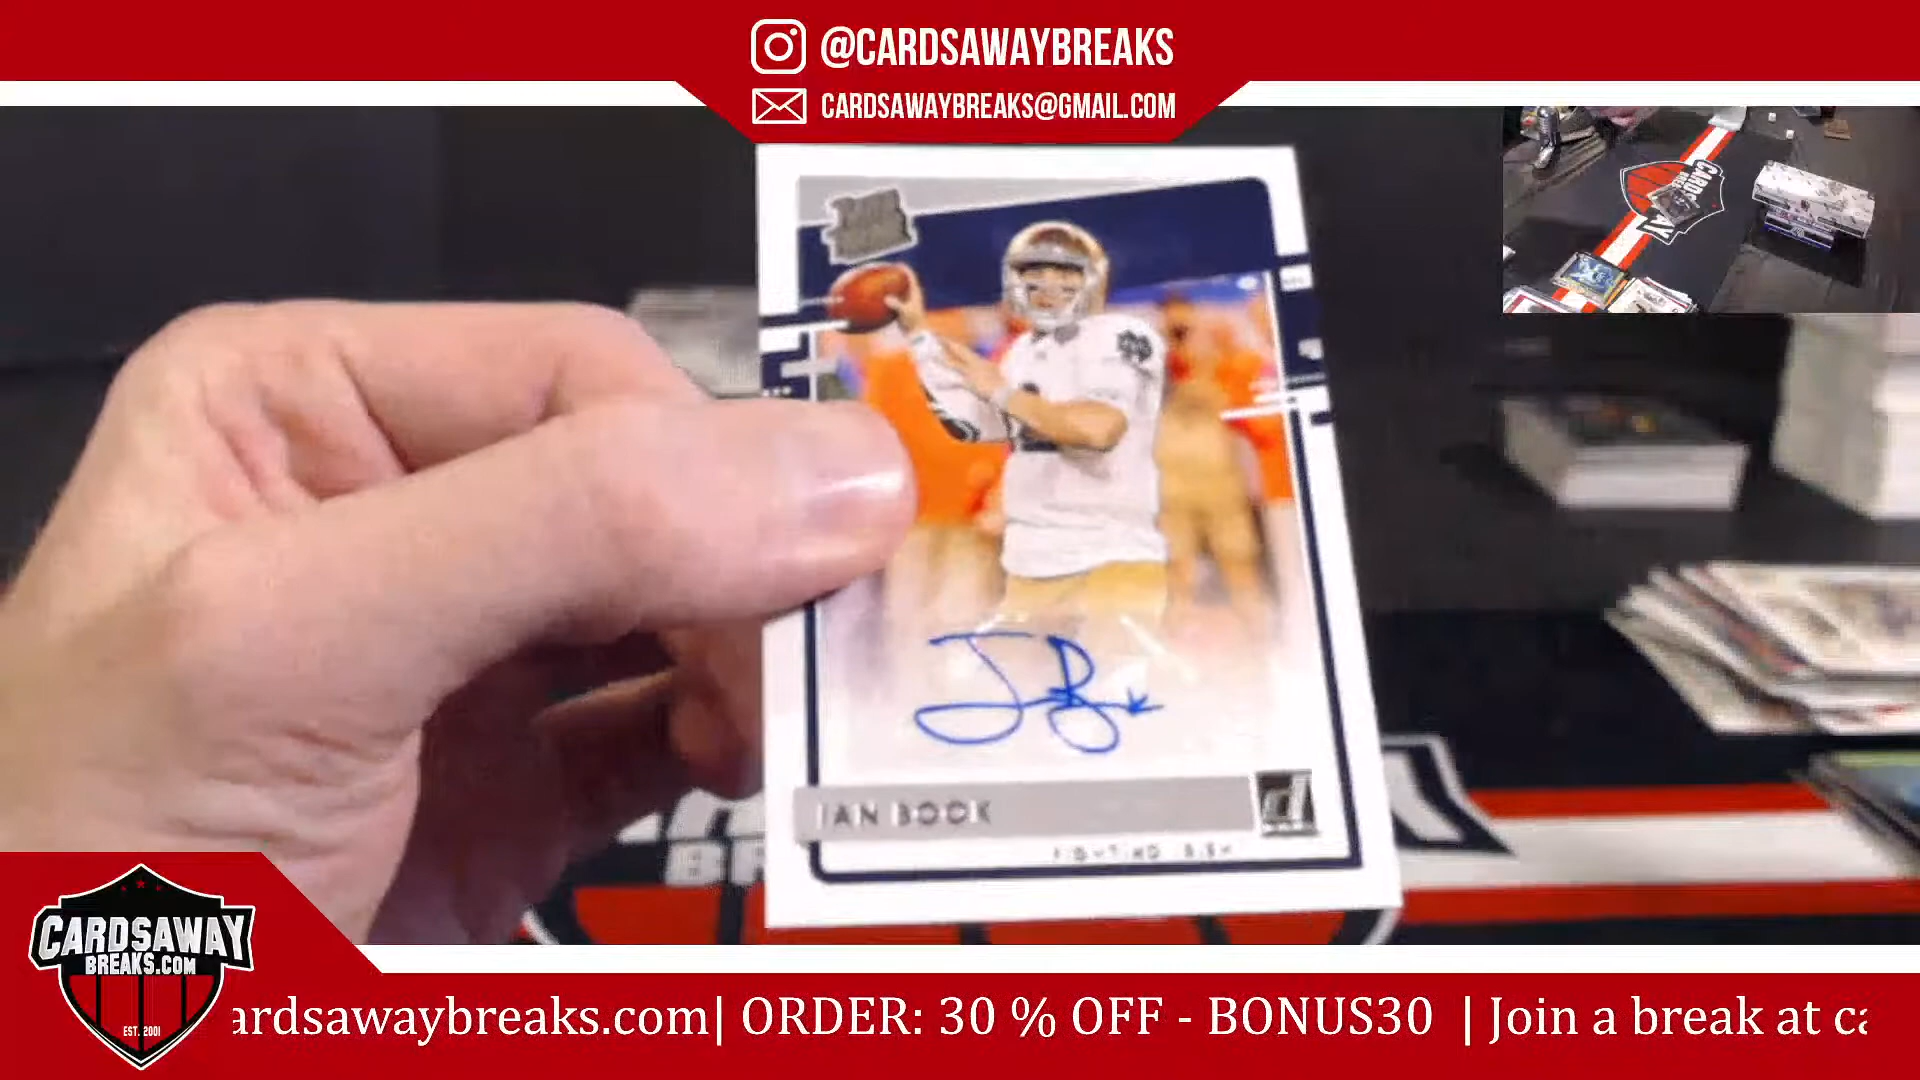 @CARDSAWAYBREAKS
CARDSAWAYBREAKS@GMAIL.COM
IAN BOOK
CARDSAWAY
BREAKS.COM
EST. 2001
ardsawaybreaks.com| ORDER: 30 % OFF - BONUS30 | Join a break at ca